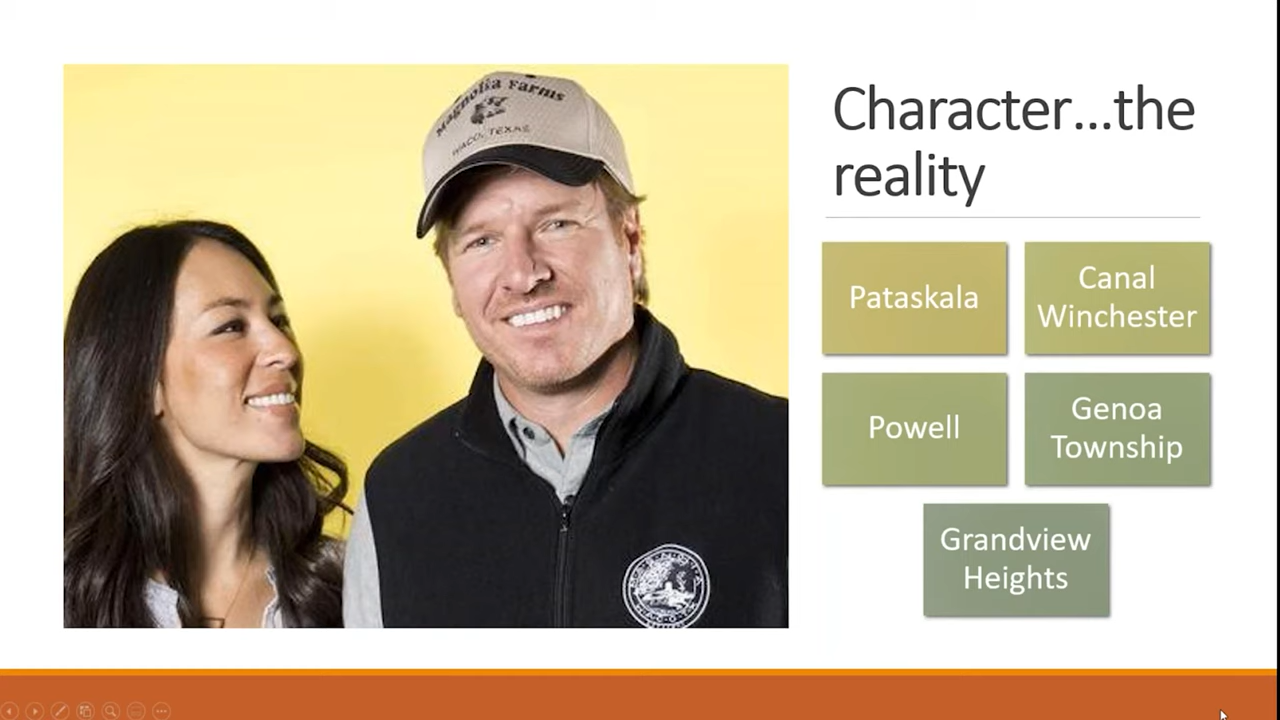 Magnolia Farms
WACO, TEXAS
Character...the
reality
Pataskala
Canal
Winchester
Powell
Genoa
Township
Grandview
Heights